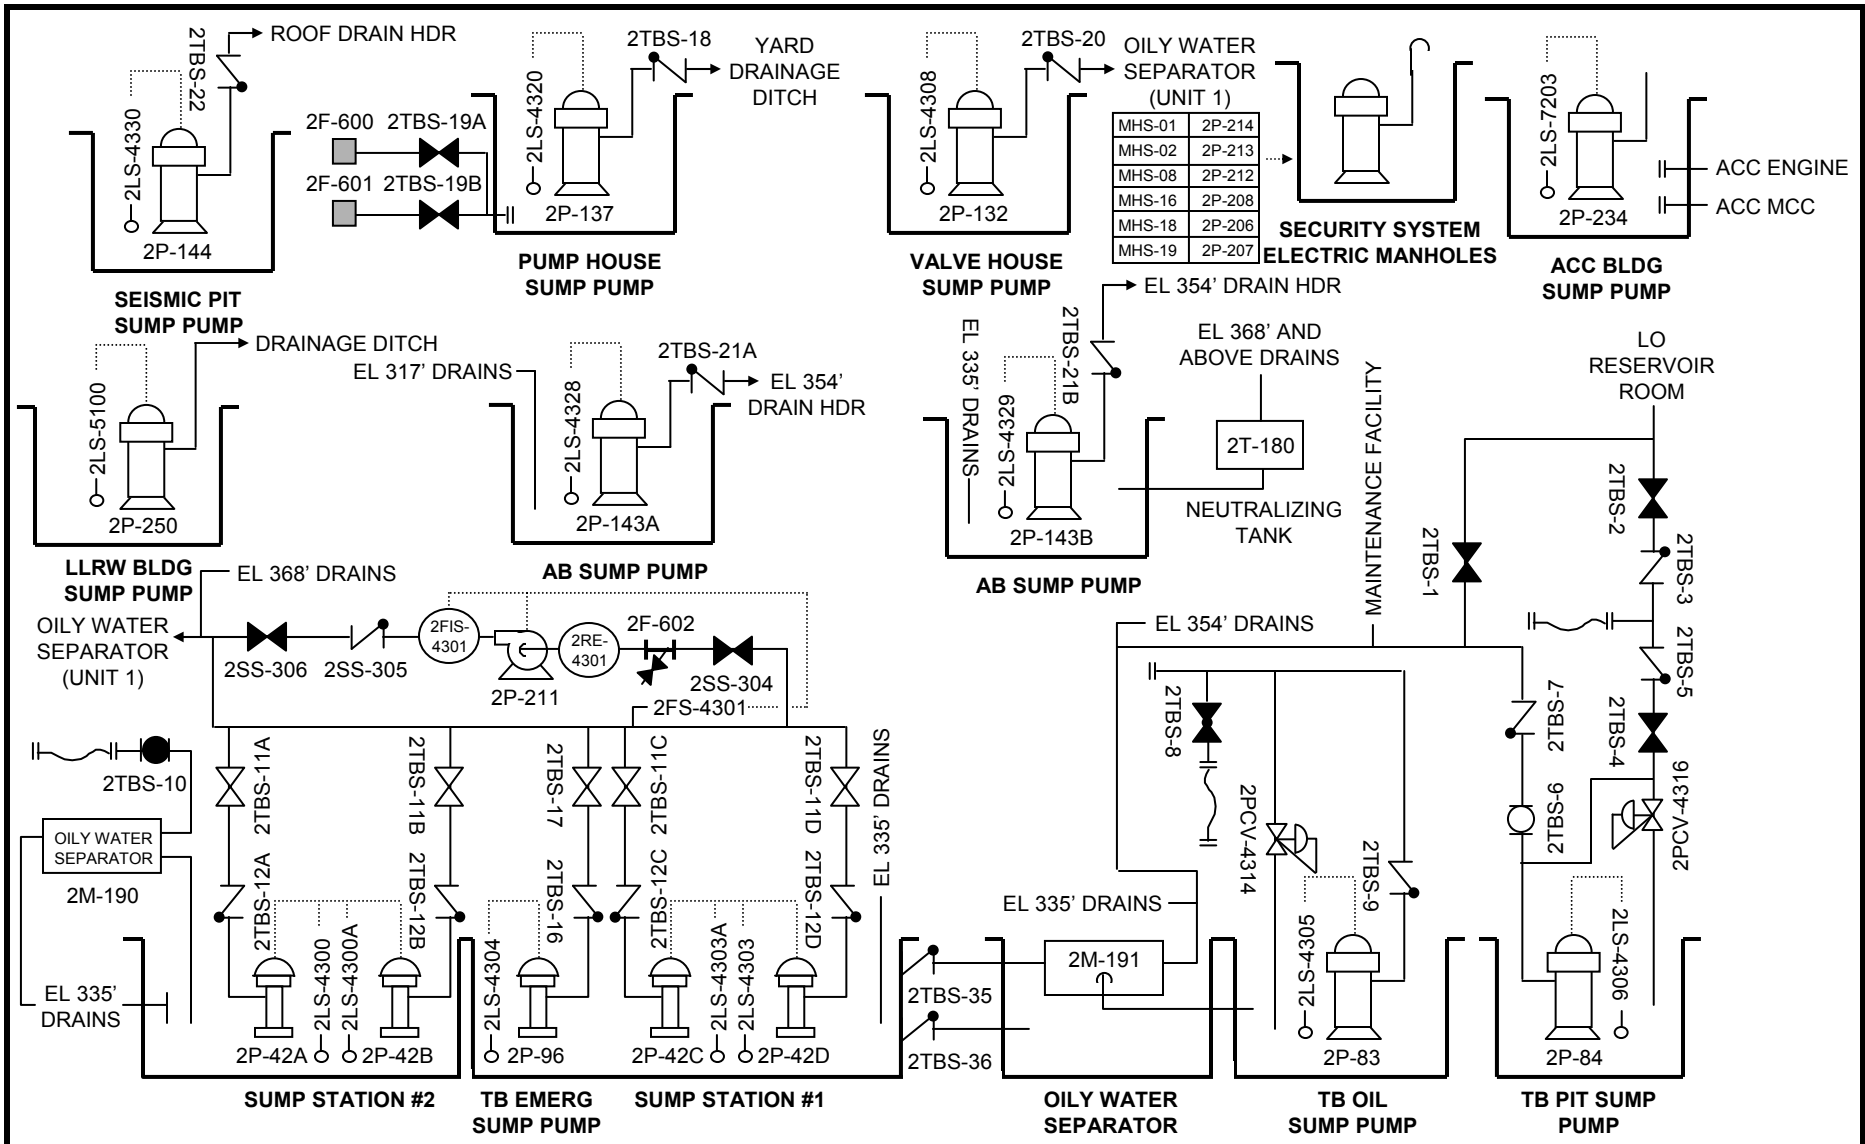 2TBS-22
ROOF DRAIN HDR
2LS-4330
2P-144
SEISMIC PIT
SUMP PUMP
2F-600
2TBS-19A
2F-601
2TBS-19B
2LS-4320
2TBS-18
YARD
DRAINAGE
DITCH
2P-137
PUMP HOUSE
SUMP PUMP
2LS-4308
2TBS-20
OILY WATER
SEPARATOR
(UNIT 1)
2P-132
VALVE HOUSE
SUMP PUMP
MHS-01 2P-214
MHS-02 2P-213
MHS-08 2P-212
MHS-16 2P-208
MHS-18 2P-206
MHS-19 2P-207
SECURITY SYSTEM
ELECTRIC MANHOLES
2LS-7203
2P-234
ACC ENGINE
ACC MCC
ACC BLDG
SUMP PUMP
DRAINAGE DITCH
2LS-5100
2P-250
LLRW BLDG
SUMP PUMP
EL 317' DRAINS
2LS-4328
2TBS-21A
EL 354'
DRAIN HDR
2P-143A
AB SUMP PUMP
EL 335' DRAINS
2LS-4329
2TBS-21B
EL 354' DRAIN HDR
2P-143B
AB SUMP PUMP
EL 368' AND
ABOVE DRAINS
2T-180
NEUTRALIZING
TANK
MAINTENANCE FACILITY
LO
RESERVOIR
ROOM
2TBS-1
2TBS-2
2TBS-3
2TBS-5
2TBS-4
2PCV-4316
EL 368' DRAINS
OILY WATER
SEPARATOR
(UNIT 1)
2SS-306
2SS-305
2FIS-
4301
2P-211
2RE-
4301
2F-602
2SS-304
2FS-4301
2TBS-10
OILY WATER
SEPARATOR
2M-190
EL 335'
DRAINS
2TBS-11A
2TBS-12A
2TBS-11B
2TBS-12B
2TBS-17
2TBS-16
2TBS-11C
2TBS-12C
2TBS-11D
2TBS-12D
EL 335' DRAINS
2LS-4300
2LS-4300A
2P-42A
2P-42B
SUMP STATION #2
2LS-4304
2P-96
TB EMERG
SUMP PUMP
2LS-4303A
2LS-4303
2P-42C
2P-42D
SUMP STATION #1
EL 354' DRAINS
EL 335' DRAINS
2TBS-35
2TBS-36
2M-191
OILY WATER
SEPARATOR
2TBS-8
2PCV-4314
2TBS-9
2LS-4305
2P-83
TB OIL
SUMP PUMP
2TBS-7
2TBS-6
2LS-4306
2P-84
TB PIT SUMP
PUMP